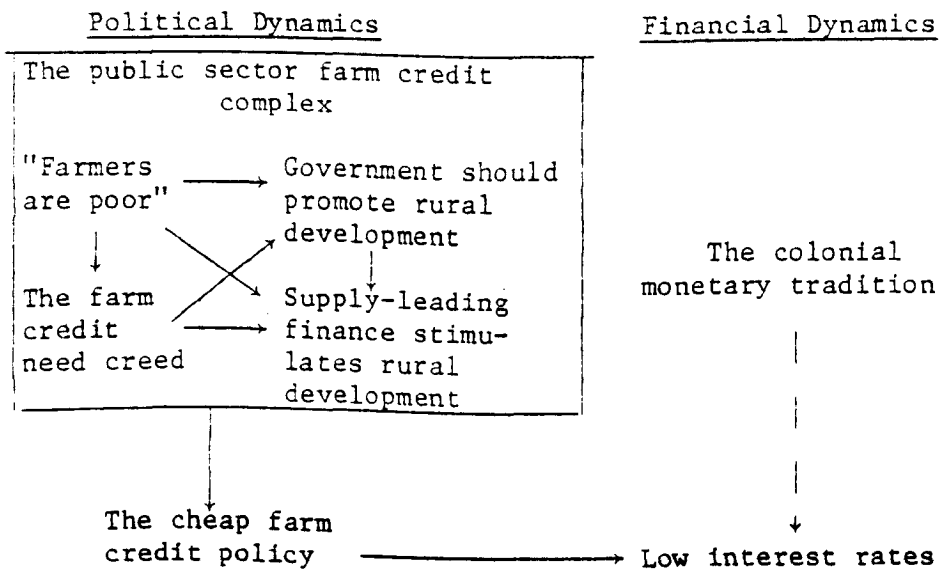 Political Dynamics
Financial Dynamics
The public sector farm credit
complex
"Farmers
are poor"
Government should
promote rural
development
The farm
credit
need creed
Supply-leading
finance stimu-
lates rural
development
The colonial
monetary tradition
The cheap farm
credit policy
Low interest rates